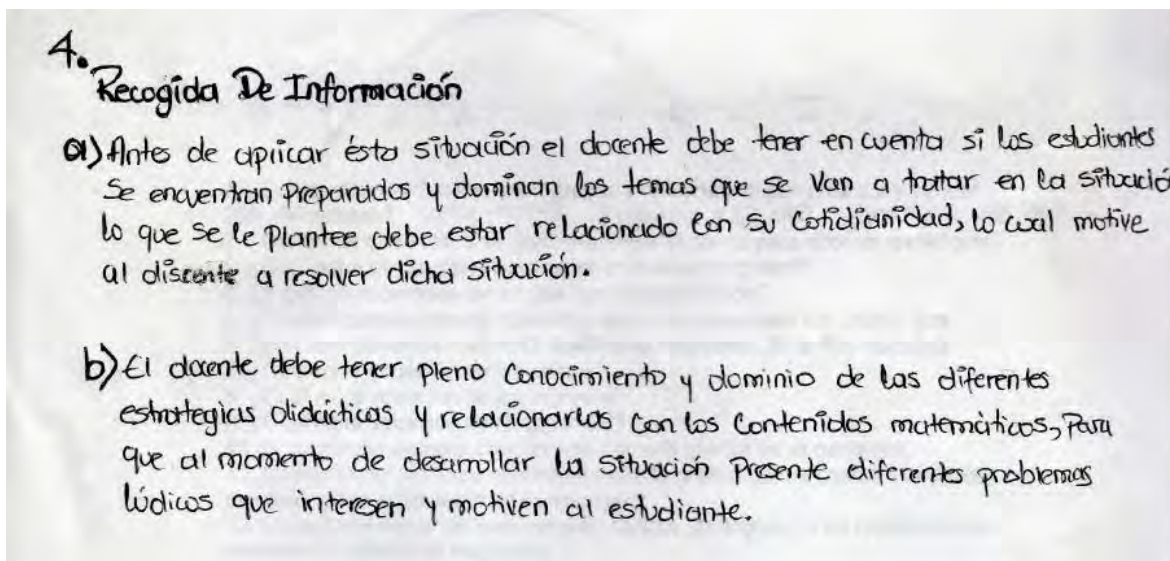 4.
Recogida De Información
a) Antes de aplicar ésta situación el docente debe tener en cuenta si los estudiantes
Se encuentran Preparados y dominan los temas que se Van a tratar en la situació
lo que se le Plantee debe estar relacionado Con Su Cotidianidad, lo cual motive
al discente a resolver dicha Situación.
b) El docente debe tener pleno Conocimiento y dominio de las diferentes
estrategias didácticas y relacionarlos con los Contenidos matemáticos, Para
que al momento de desarrollar la Situación Presente diferentes problemas
lúdicos que interesen y motiven al estudiante.